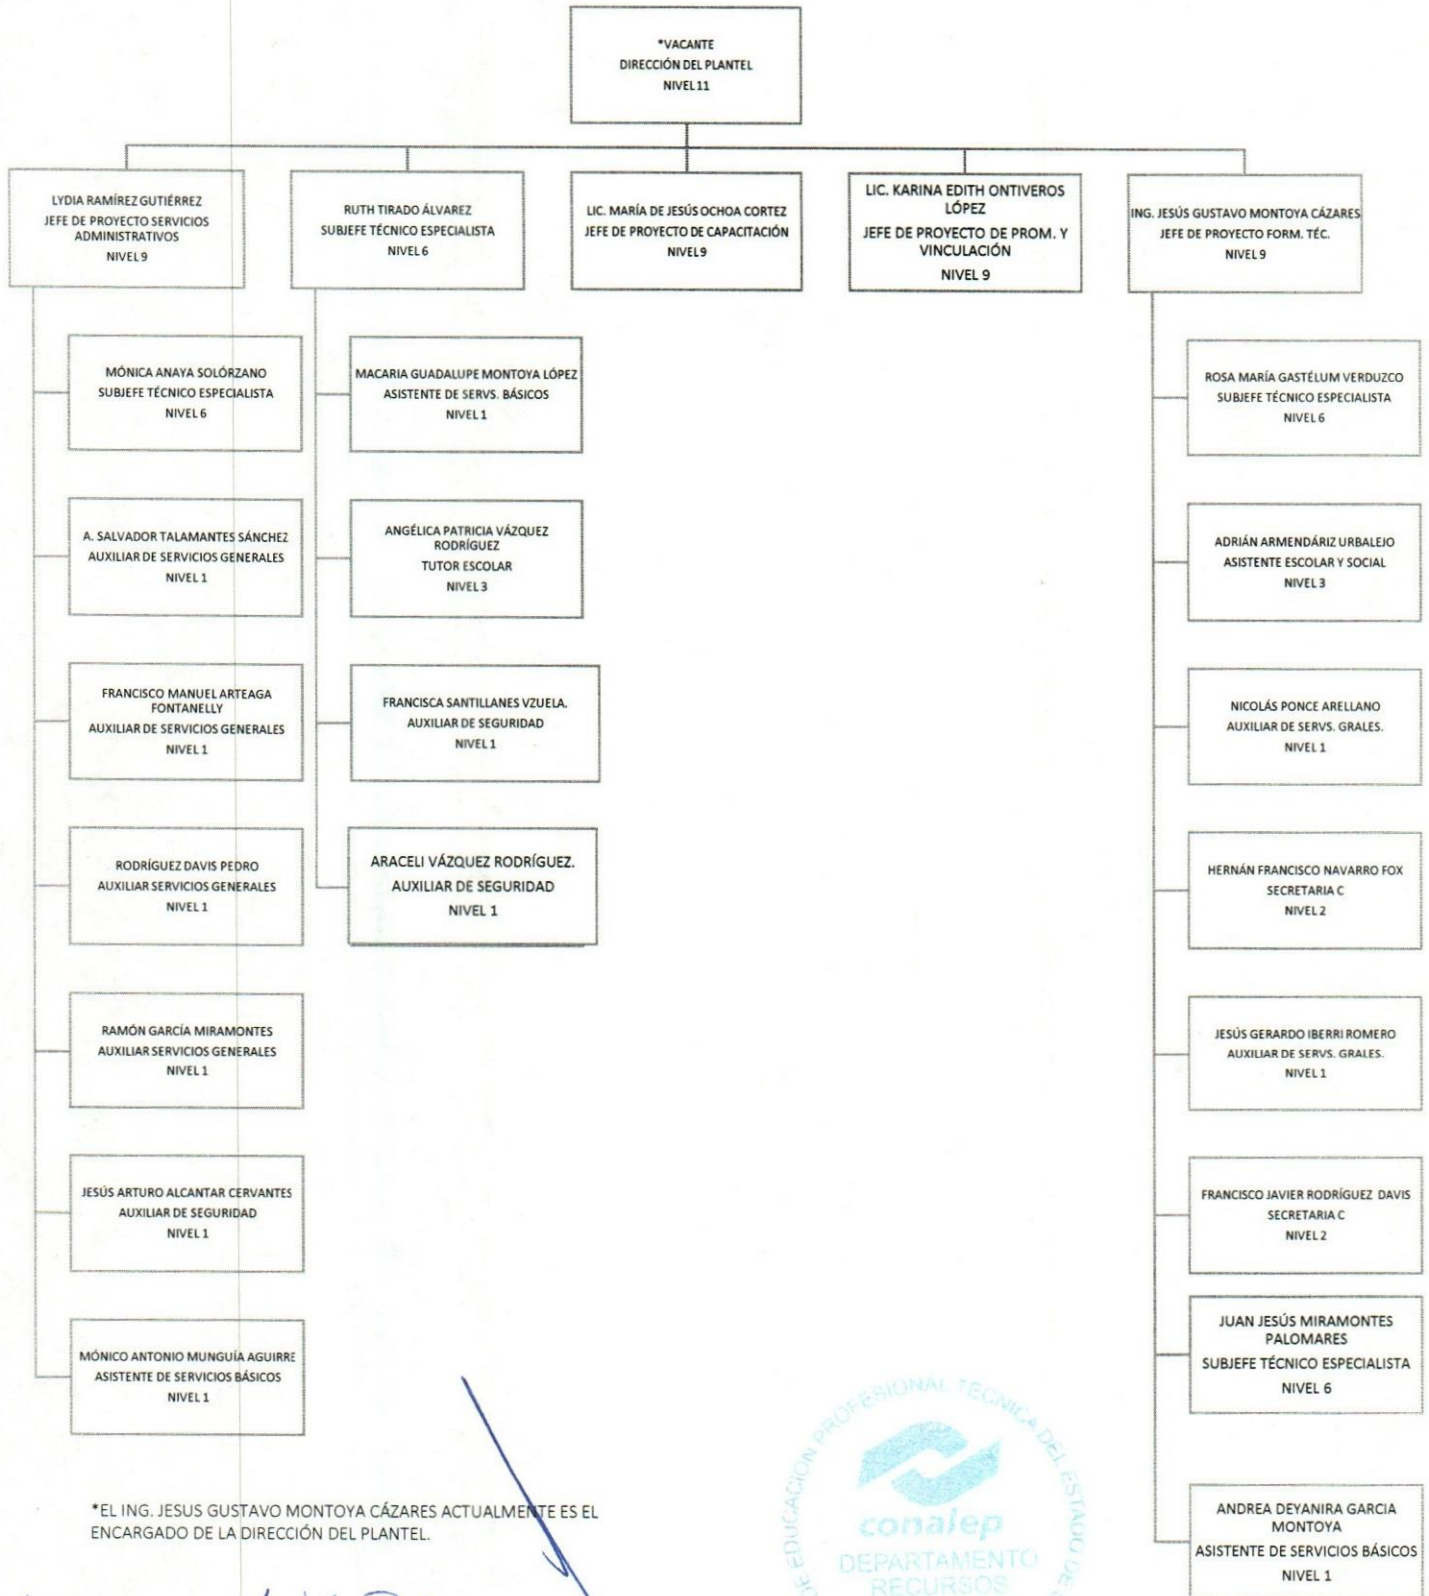 *VACANTE
DIRECCIÓN DEL PLANTEL
NIVEL 11
LYDIA RAMÍREZ GUTIÉRREZ
JEFE DE PROYECTO SERVICIOS
ADMINISTRATIVOS
NIVEL 9
RUTH TIRADO ÁLVAREZ
SUBJEFE TÉCNICO ESPECIALISTA
NIVEL 6
LIC. MARÍA DE JESÚS OCHOA CORTEZ
JEFE DE PROYECTO DE CAPACITACIÓN
NIVEL 9
LIC. KARINA EDITH ONTIVEROS
LÓPEZ
JEFE DE PROYECTO DE PROM. Y
VINCULACIÓN
NIVEL 9
ING. JESÚS GUSTAVO MONTOYA CÁZARES
JEFE DE PROYECTO FORM. TÉC.
NIVEL 9
MÓNICA ANAYA SOLÓRZANO
SUBJEFE TÉCNICO ESPECIALISTA
NIVEL 6
A. SALVADOR TALAMANTES SÁNCHEZ
AUXILIAR DE SERVICIOS GENERALES
NIVEL 1
FRANCISCO MANUEL ARTEAGA
FONTANELLY
AUXILIAR DE SERVICIOS GENERALES
NIVEL 1
RODRÍGUEZ DAVIS PEDRO
AUXILIAR SERVICIOS GENERALES
NIVEL 1
RAMÓN GARCÍA MIRAMONTES
AUXILIAR SERVICIOS GENERALES
NIVEL 1
JESÚS ARTURO ALCANTAR CERVANTES
AUXILIAR DE SEGURIDAD
NIVEL 1
MÓNICO ANTONIO MUNGUÍA AGUIRRE
ASISTENTE DE SERVICIOS BÁSICOS
NIVEL 1
MACARIA GUADALUPE MONTOYA LÓPEZ
ASISTENTE DE SERVS. BÁSICOS
NIVEL 1
ANGÉLICA PATRICIA VÁZQUEZ
RODRÍGUEZ
TUTOR ESCOLAR
NIVEL 3
FRANCISCA SANTILLANES VZUELA.
AUXILIAR DE SEGURIDAD
NIVEL 1
ARACELI VÁZQUEZ RODRÍGUEZ.
AUXILIAR DE SEGURIDAD
NIVEL 1
ROSA MARÍA GASTÉLUM VERDUZCO
SUBJEFE TÉCNICO ESPECIALISTA
NIVEL 6
ADRIÁN ARMENDÁRIZ URBALEJO
ASISTENTE ESCOLAR Y SOCIAL
NIVEL 3
NICOLÁS PONCE ARELLANO
AUXILIAR DE SERVS. GRALES.
NIVEL 1
HERNÁN FRANCISCO NAVARRO FOX
SECRETARIA C
NIVEL 2
JESÚS GERARDO IBERRI ROMERO
AUXILIAR DE SERVS. GRALES.
NIVEL 1
FRANCISCO JAVIER RODRÍGUEZ DAVIS
SECRETARIA C
NIVEL 2
JUAN JESÚS MIRAMONTES
PALOMARES
SUBJEFE TÉCNICO ESPECIALISTA
NIVEL 6
ANDREA DEYANIRA GARCIA
MONTOYA
ASISTENTE DE SERVICIOS BÁSICOS
NIVEL 1
*EL ING. JESUS GUSTAVO MONTOYA CÁZARES ACTUALMENTE ES EL
ENCARGADO DE LA DIRECCIÓN DEL PLANTEL.
DE EDUCACION PROFESIONAL TECNICA DEL ESTADO DE
conalep
DEPARTAMENTO
RECURSOS